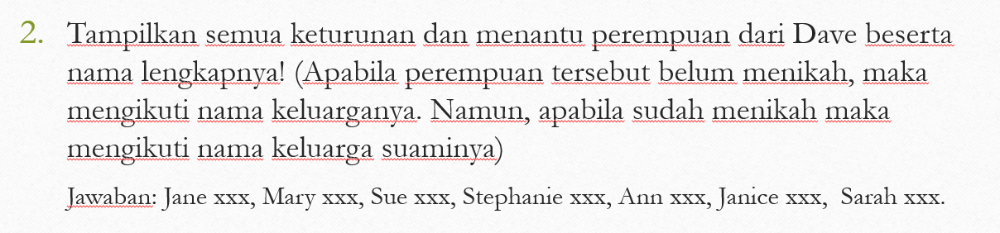 2. Tampilkan semua keturunan dan menantu perempuan dari Dave beserta
nama lengkapnya! (Apabila perempuan tersebut belum menikah, maka
mengikuti nama keluarganya. Namun, apabila sudah menikah maka
mengikuti nama keluarga suaminya)
Jawaban: Jane xxx, Mary xxx, Sue xxx, Stephanie xxx, Ann xxx, Janice xxx, Sarah xxx.